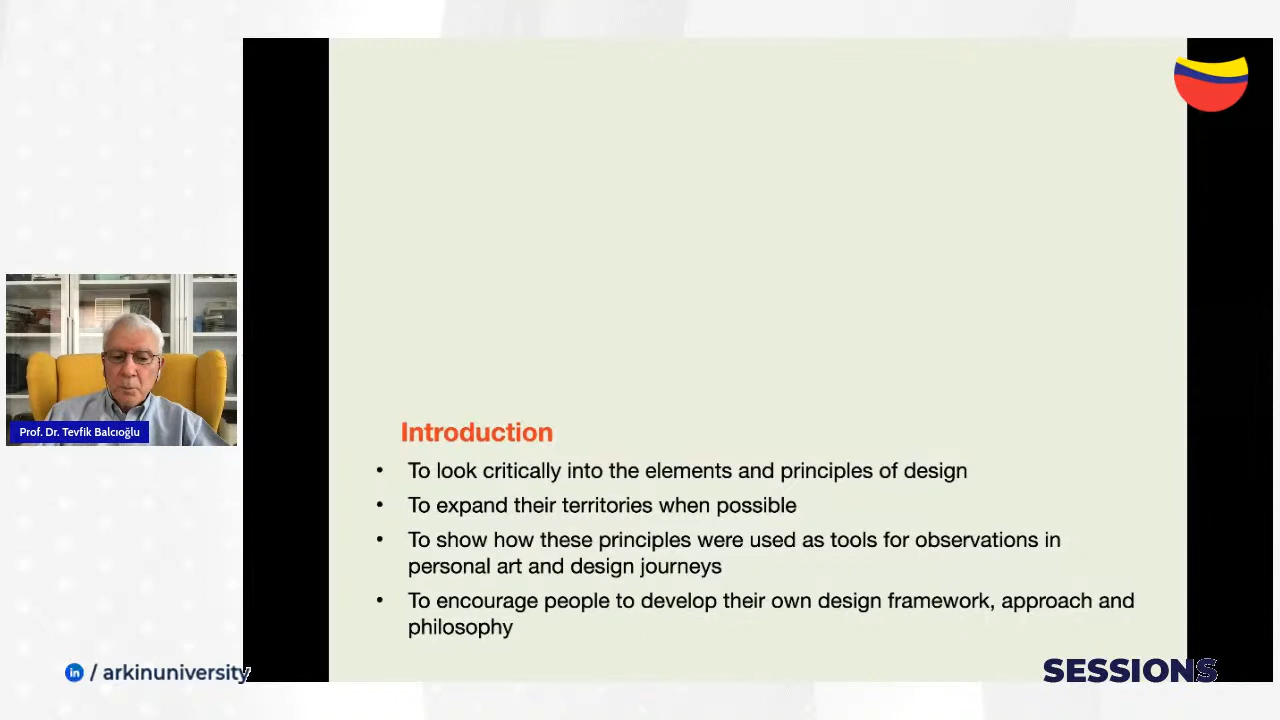 Introduction
• To look critically into the elements and principles of design
• To expand their territories when possible
• To show how these principles were used as tools for observations in
personal art and design journeys
• To encourage people to develop their own design framework, approach and
philosophy
Prof. Dr. Tevfik Balcıoğlu
in / arkinuniversity
SESSIONS